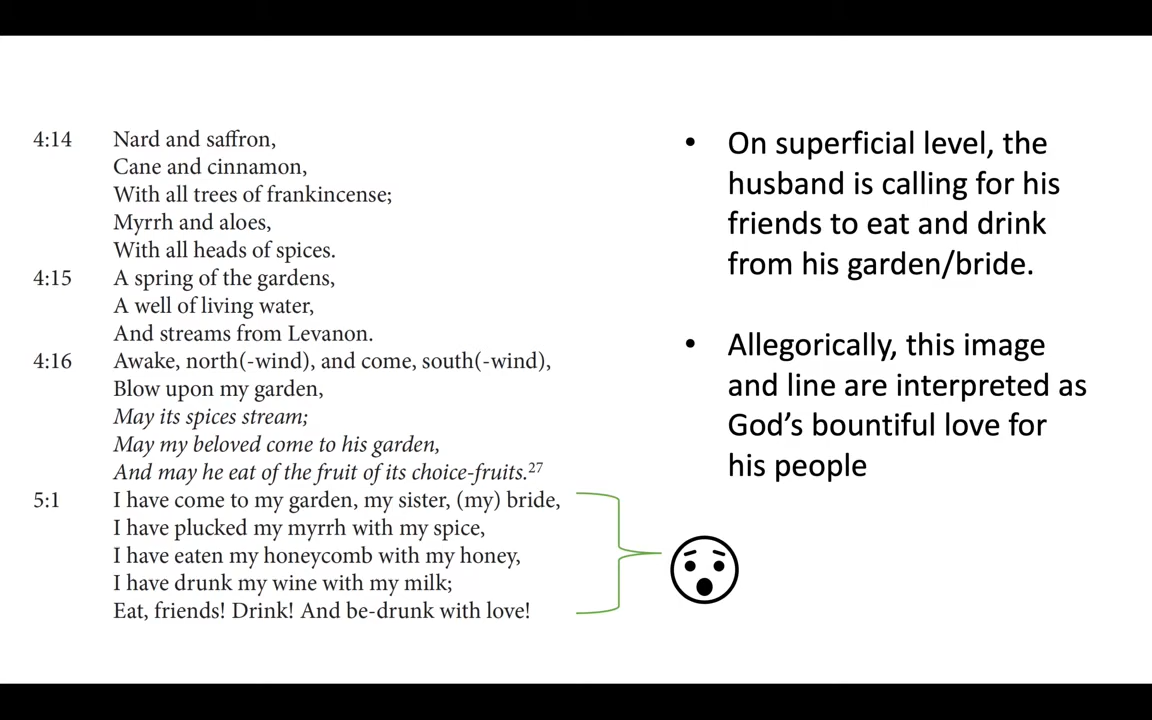 4:14 Nard and saffron,
Cane and cinnamon,
With all trees of frankincense;
Myrrh and aloes,
With all heads of spices.
4:15 A spring of the gardens,
A well of living water,
And streams from Levanon.
4:16 Awake, north(-wind), and come, south(-wind),
Blow upon my garden,
May its spices stream;
May my beloved come to his garden,
And may he eat of the fruit of its choice-fruits.27
5:1 I have come to my garden, my sister, (my) bride,
I have plucked my myrrh with my spice,
I have eaten my honeycomb with my honey,
I have drunk my wine with my milk;
Eat, friends! Drink! And be-drunk with love!
• On superficial level, the
husband is calling for his
friends to eat and drink
from his garden/bride.
• Allegorically, this image
and line are interpreted as
God’s bountiful love for
his people